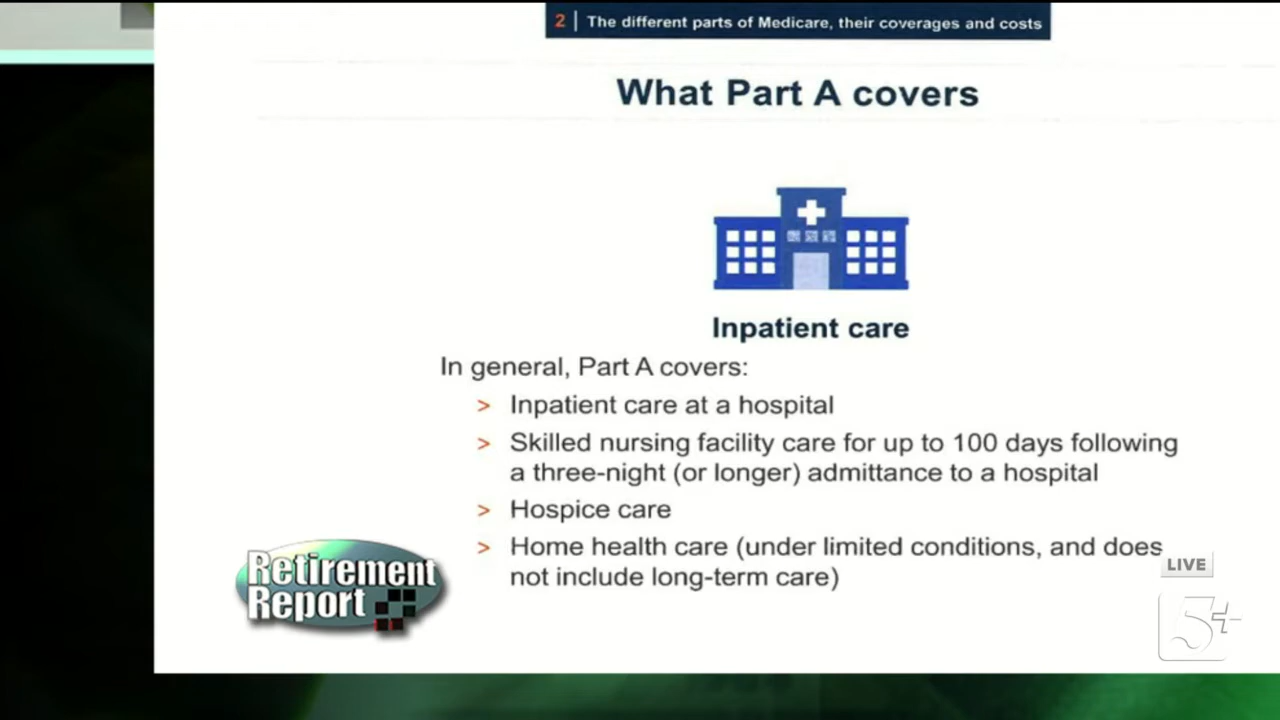 2 | The different parts of Medicare, their coverages and costs
What Part A covers
Inpatient care
In general, Part A covers:
> Inpatient care at a hospital
> Skilled nursing facility care for up to 100 days following
a three-night (or longer) admittance to a hospital
> Hospice care
> Home health care (under limited conditions, and does
not include long-term care)
Retirement
Report
LIVE
5+